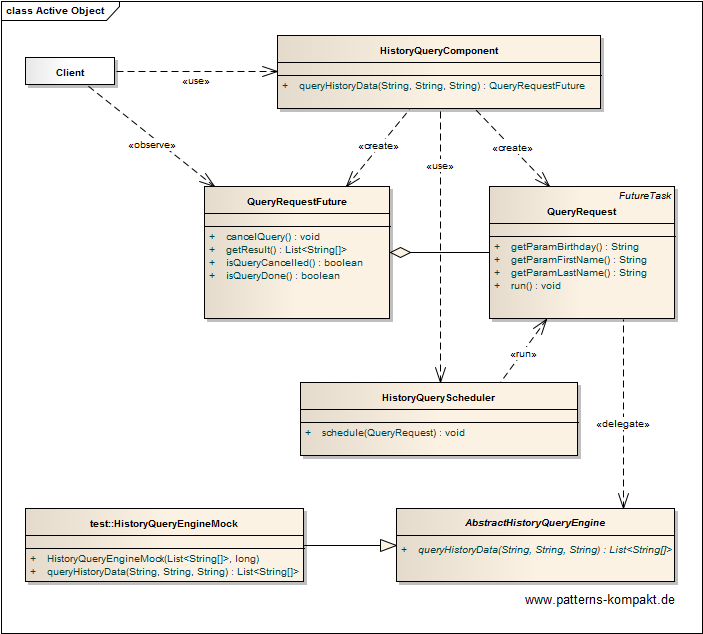 class Active Object
HistoryQueryComponent
+ queryHistoryData(String, String, String) : QueryRequestFuture
Client
«use»
«observe»
«create»
«use»
«create»
QueryRequestFuture
+ cancelQuery() : void
+ getResult() : List<String[]>
+ isQueryCancelled() : boolean
+ isQueryDone() : boolean
FutureTask
QueryRequest
+ getParamBirthday() : String
+ getParamFirstName() : String
+ getParamLastName() : String
+ run() : void
«run»
HistoryQueryScheduler
+ schedule(QueryRequest) : void
«delegate»
test::HistoryQueryEngineMock
+ HistoryQueryEngineMock(List<String[]>, long)
+ queryHistoryData(String, String, String) : List<String[]>
AbstractHistoryQueryEngine
+ queryHistoryData(String, String, String) : List<String[]>
www.patterns-kompakt.de